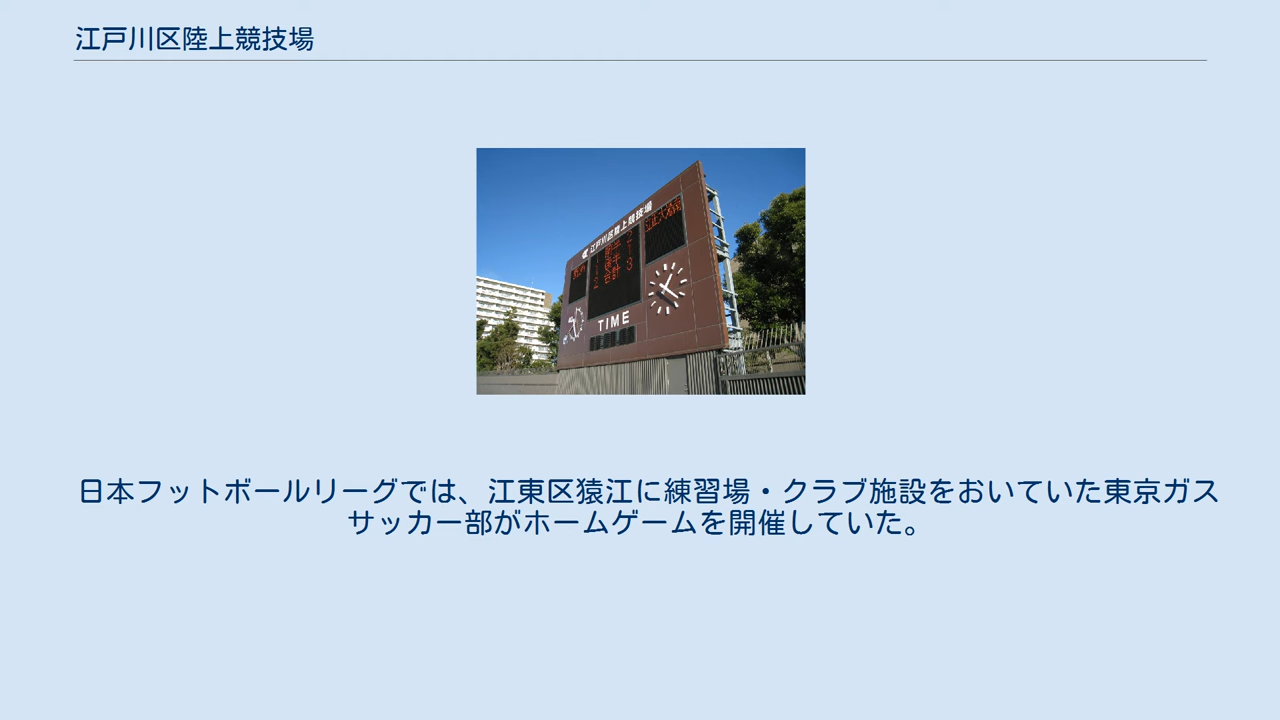 江戸川区陸上競技場
江戸川区陸上競技場
TIME
日本フットボールリーグでは、江東区猿江に練習場・クラブ施設をおいていた東京ガス
サッカー部がホームゲームを開催していた。